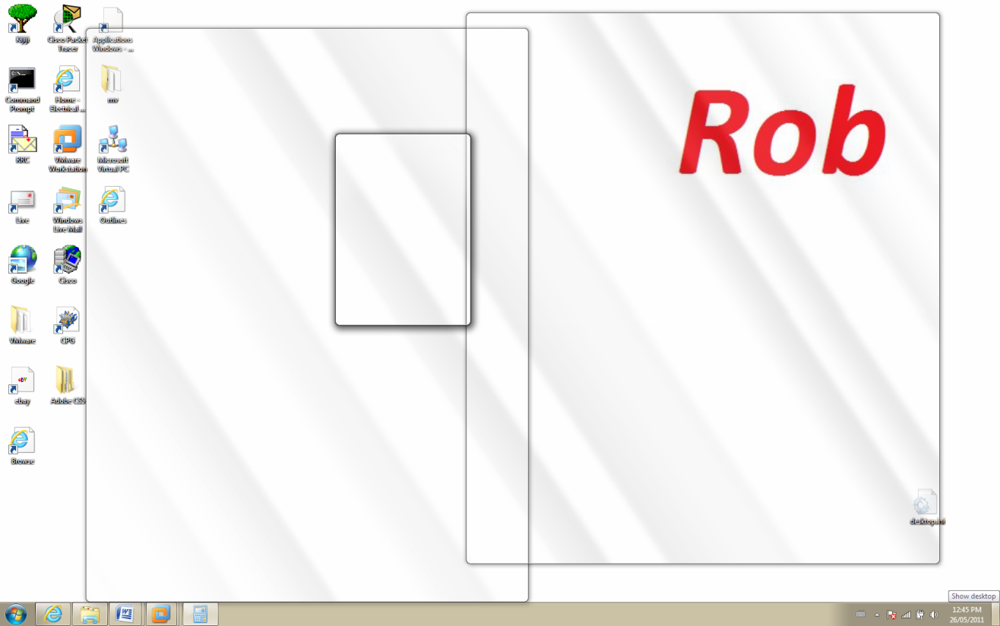 Kijiji
Cisco Packet
Tracer
Applications
Windows - ...
Rob
C:\>_
Command
Prompt
Home -
Electrical ...
mv
RRC
VMware
Workstation
Microsoft
Virtual PC
Live
Windows
Live Mail
Outlines
Google
Cisco
VMware
CPG
ebY
ebay
Adobe CS5
Browse
desktop.ini
Show desktop
W
12:45 PM
26/05/2011